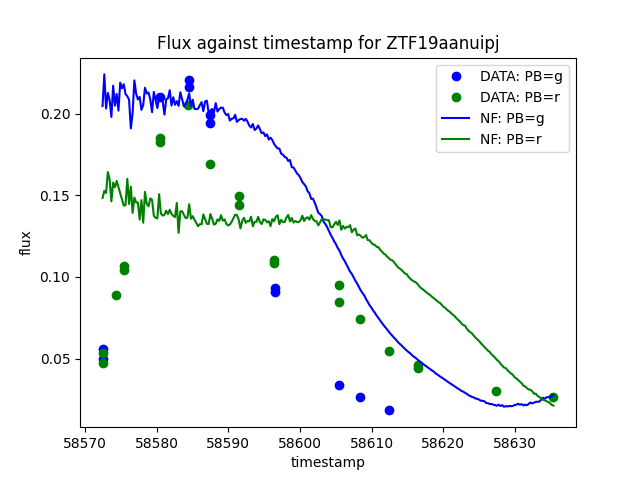 Flux against timestamp for ZTF19aanuipj
DATA: PB=g
DATA: PB=r
NF: PB=g
NF: PB=r
flux
0.20
0.15
0.10
0.05
58570 58580 58590 58600 58610 58620 58630
timestamp